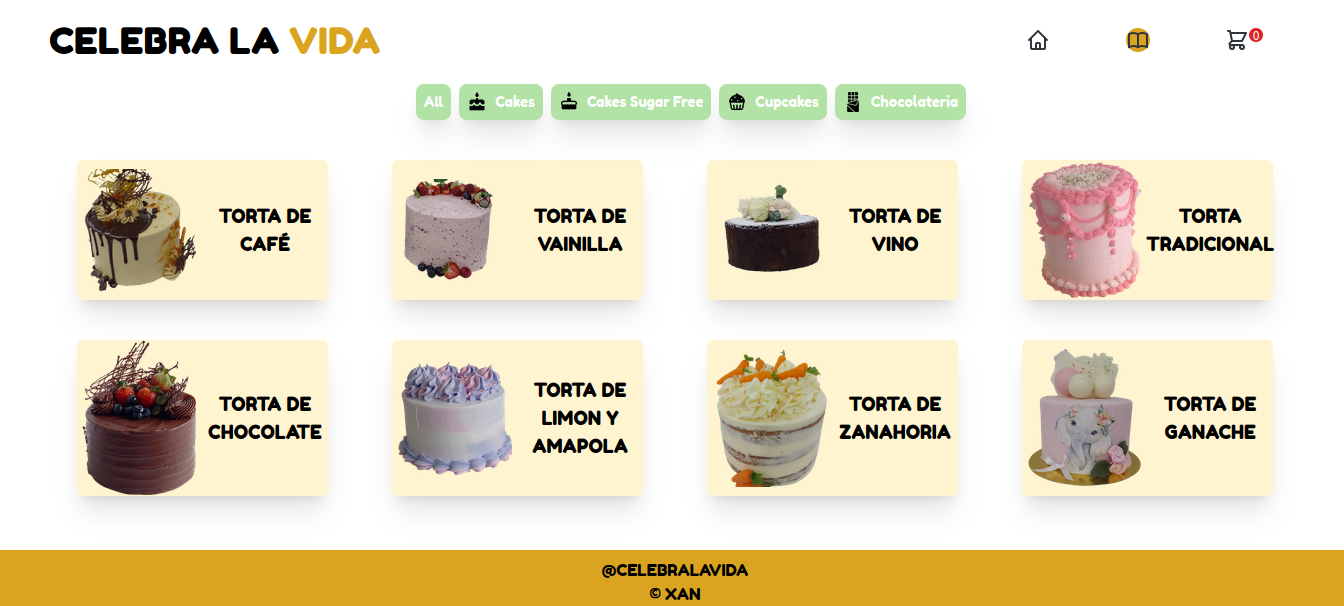 CELEBRA LA VIDA
0
All
Cakes
Cakes Sugar Free
Cupcakes
Chocolateria
TORTA DE
CAFÉ
TORTA DE
VAINILLA
TORTA DE
VINO
TORTA
TRADICIONAL
TORTA DE
CHOCOLATE
TORTA DE
LIMON Y
AMAPOLA
TORTA DE
ZANAHORIA
TORTA DE
GANACHE
@CELEBRALAVIDA
© XAN